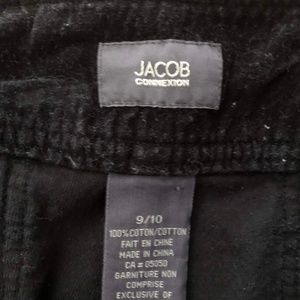 JACOB
CONNEXION
9/10
100% COTON/COTTON
FAIT EN CHINE
MADE IN CHINA
CA # 05050
GARNITURE NON
COMPRISE
EXCLUSIVE OF